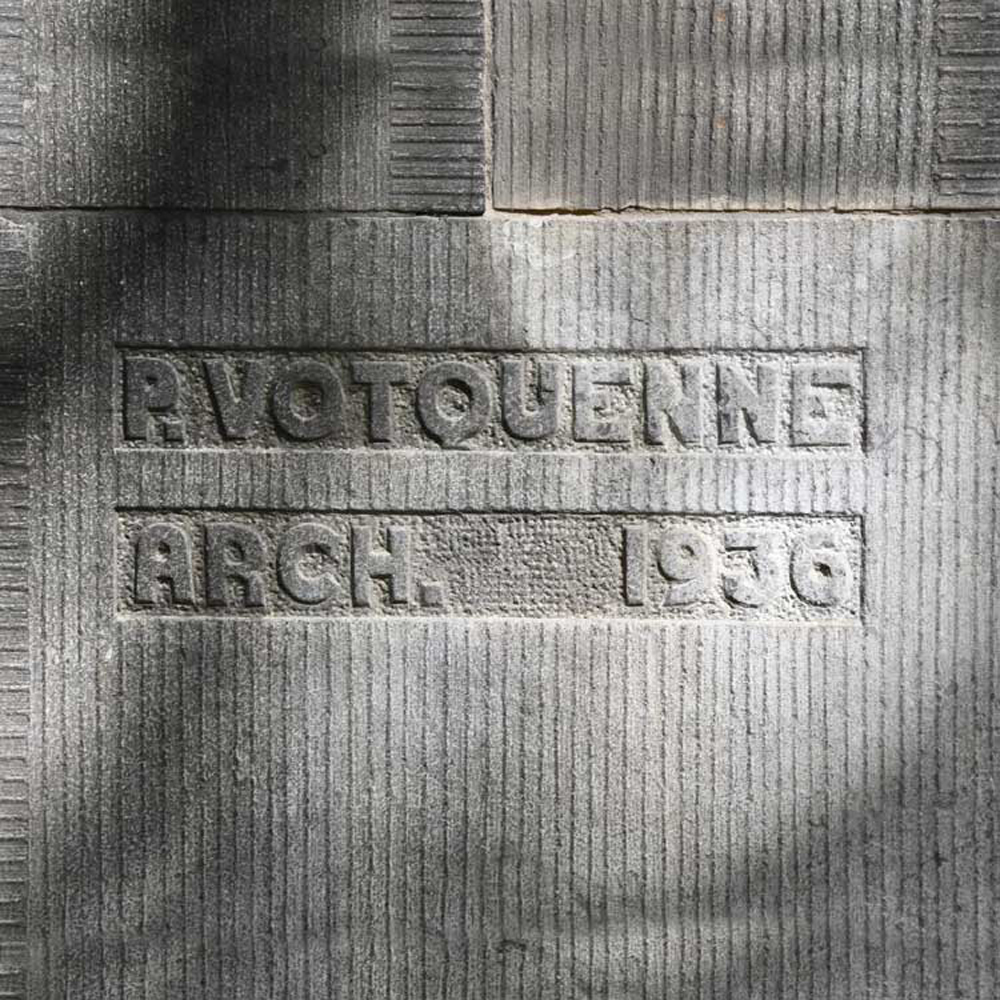 P. VOTQUENNE
ARCH. 1936